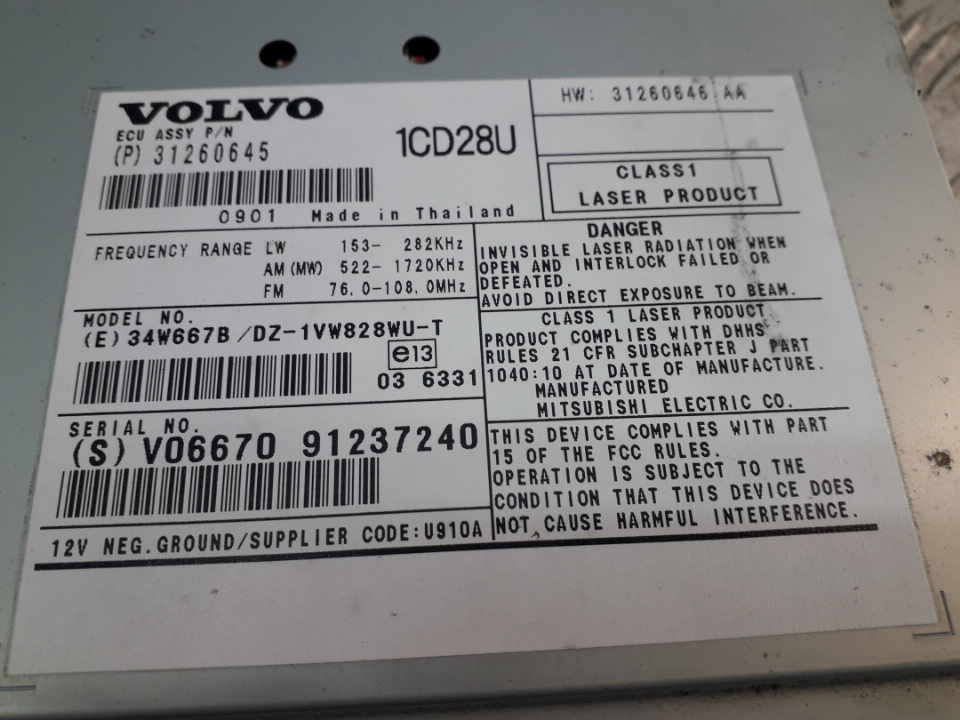 VOLVO
ECU ASSY P/N
(P) 31260645
1CD28U
0901 Made in Thailand
HW: 31260646 AA
CLASS1
LASER PRODUCT
FREQUENCY RANGE LW 153- 282KHz
AM (MW) 522- 1720KHz
FM 76.0-108.0MHz
DANGER
INVISIBLE LASER RADIATION WHEN
OPEN AND INTERLOCK FAILED OR
DEFEATED.
AVOID DIRECT EXPOSURE TO BEAM.
MODEL NO.
(E) 34W667B /DZ-1VW828WU-T
e13
03 6331
CLASS 1 LASER PRODUCT
PRODUCT COMPLIES WITH DHHS
RULES 21 CFR SUBCHAPTER J PART
1040:10 AT DATE OF MANUFACTURE.
MANUFACTURED
MITSUBISHI ELECTRIC CO.
SERIAL NO.
(S) V06670 91237240
THIS DEVICE COMPLIES WITH PART
15 OF THE FCC RULES.
OPERATION IS SUBJECT TO THE
CONDITION THAT THIS DEVICE DOES
NOT CAUSE HARMFUL INTERFERENCE.
12V NEG.GROUND/SUPPLIER CODE:U910A